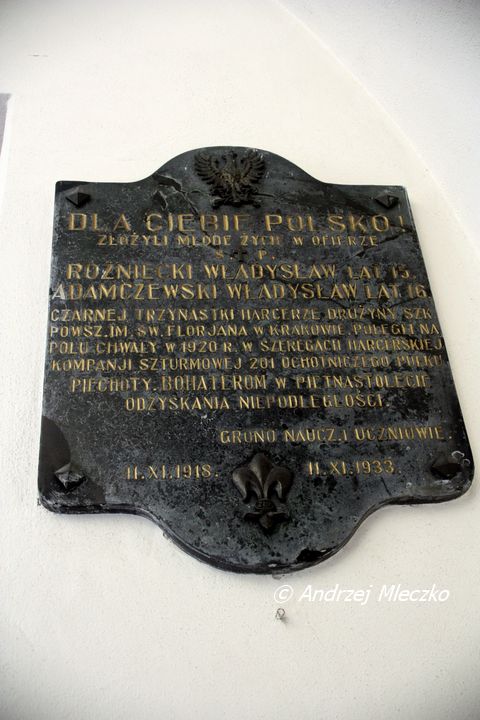 DLA CIEBIE POLSKO!
ZŁOŻYLI MŁODE ŻYCIE W OFIERZE
Ś † P.
ROŻNIECKI WŁADYSŁAW LAT 15.
ADAMCZEWSKI WŁADYSŁAW LAT 16.
CZARNEJ TRZYNASTKI HARCERZE, DRUŻYNY SZK.
POWSZ. IM. ŚW. FLORJANA W KRAKOWIE, POLEGLI NA
POLU CHWAŁY W 1920 R. W SZEREGACH HARCERSKIEJ
KOMPANJI SZTURMOWEJ 201 OCHOTNICZEGO PUŁKU
PIECHOTY. BOHATEROM W PIĘTNASTOLECIE
ODZYSKANIA NIEPODLEGŁOŚCI.
GRONO NAUCZ. I UCZNIOWIE.
11. XI. 1918. 11. XI. 1933.
© Andrzej Mleczko